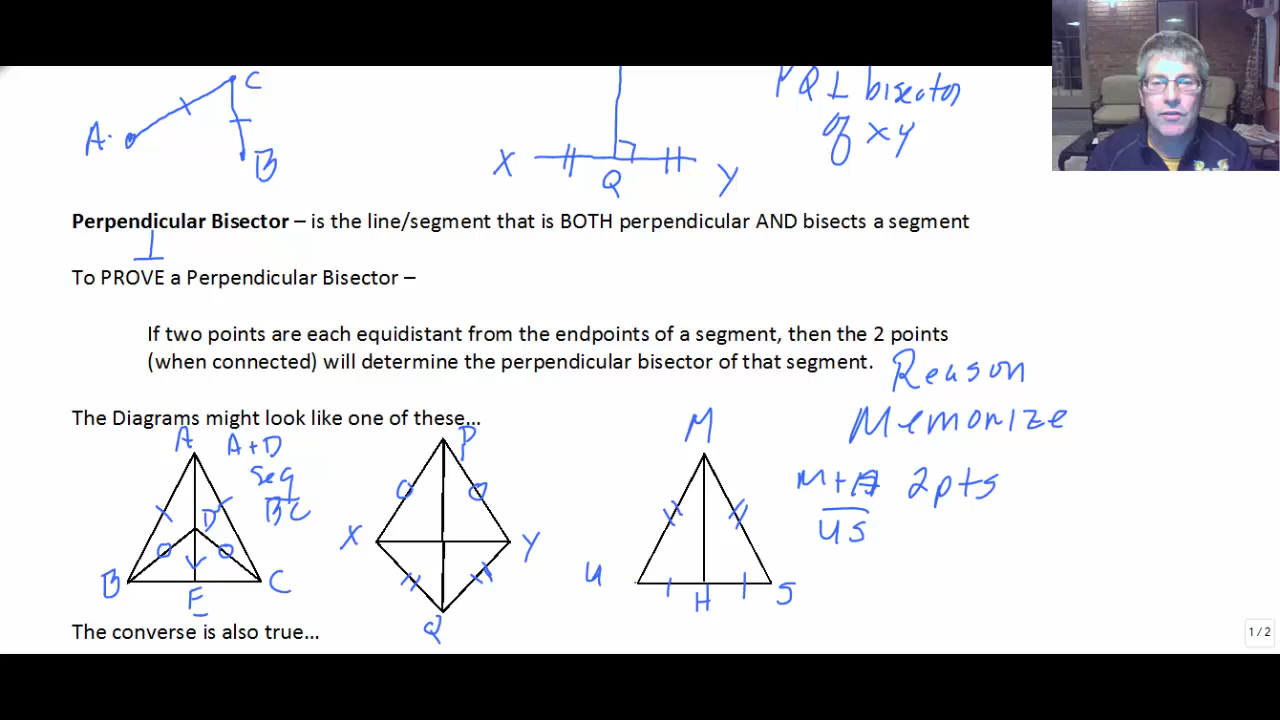 C
A.
B
X
Q
Y
PQ ⊥ bisector
of xy
Perpendicular Bisector – is the line/segment that is BOTH perpendicular AND bisects a segment
⊥
To PROVE a Perpendicular Bisector –
If two points are each equidistant from the endpoints of a segment, then the 2 points
(when connected) will determine the perpendicular bisector of that segment.
Reason
Memorize
The Diagrams might look like one of these...
A
A + D
seg
BC
D
B
C
E
P
X
Y
Q
M
U
H
S
M + H 2pts
US
The converse is also true...
1 / 2